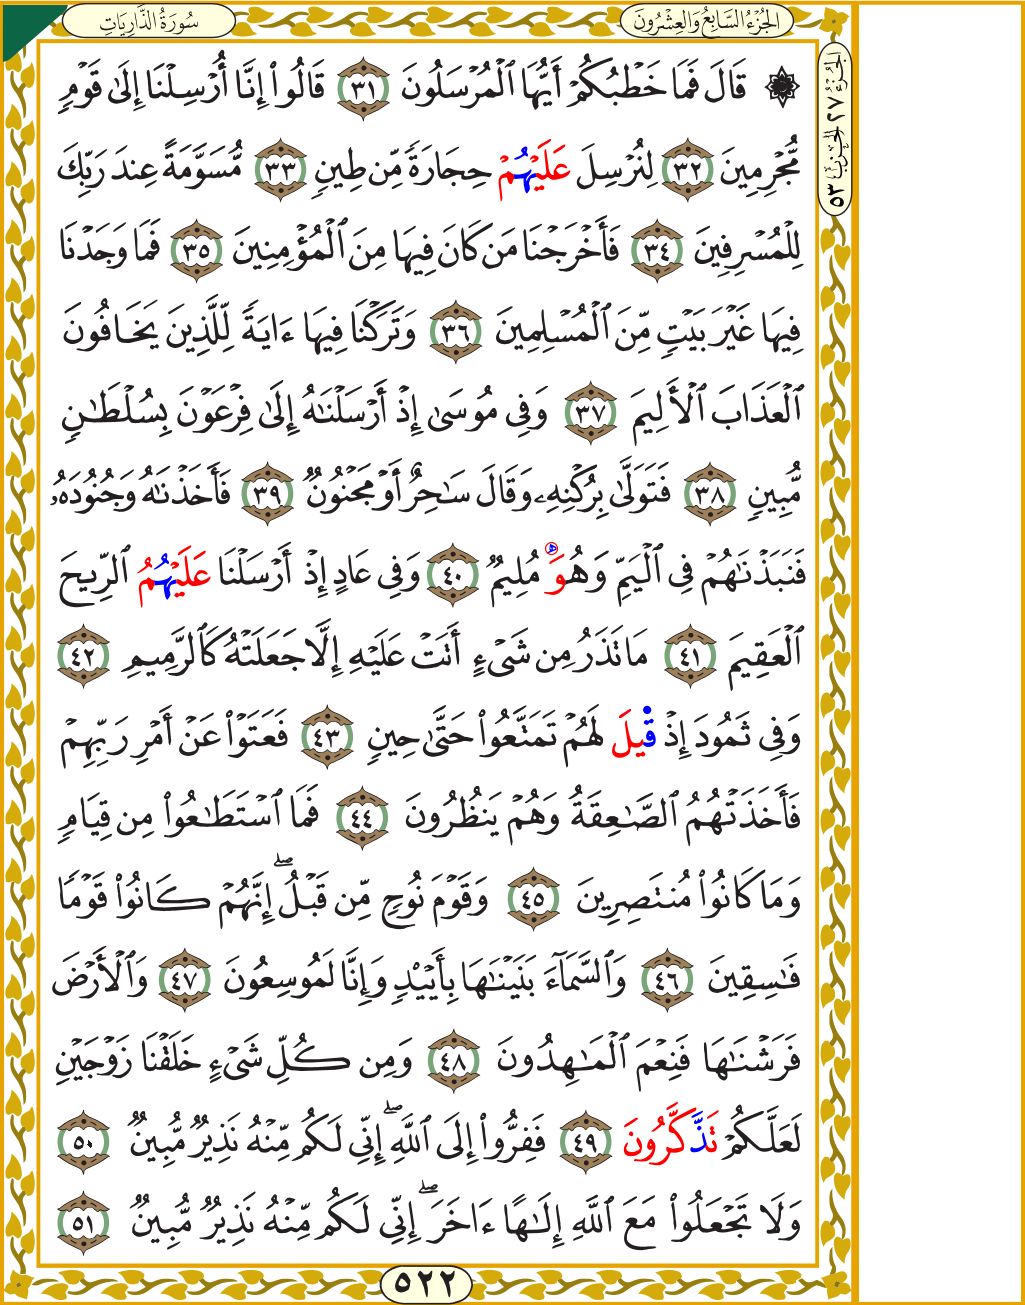 سُورَةُ الذَّارِيَاتِ
الجُزْءُ السَّابِعُ وَالعِشْرُونَ
الجُزْءُ ٢٧ الحِزْبُ ٥٣
۞ قَالَ فَمَا خَطْبُكُمْ أَيُّهَا ٱلْمُرْسَلُونَ ٣١ قَالُوٓا۟ إِنَّآ أُرْسِلْنَآ إِلَىٰ قَوْمٍ
مُّجْرِمِينَ ٣٢ لِنُرْسِلَ عَلَيْهُمْ حِجَارَةً مِّن طِينٍ ٣٣ مُّسَوَّمَةً عِندَ رَبِّكَ
لِلْمُسْرِفِينَ ٣٤ فَأَخْرَجْنَا مَن كَانَ فِيهَا مِنَ ٱلْمُؤْمِنِينَ ٣٥ فَمَا وَجَدْنَا
فِيهَا غَيْرَ بَيْتٍ مِّنَ ٱلْمُسْلِمِينَ ٣٦ وَتَرَكْنَا فِيهَآ ءَايَةً لِّلَّذِينَ يَخَافُونَ
ٱلْعَذَابَ ٱلْأَلِيمَ ٣٧ وَفِى مُوسَىٰٓ إِذْ أَرْسَلْنَٰهُ إِلَىٰ فِرْعَوْنَ بِسُلْطَٰنٍ
مُّبِينٍ ٣٨ فَتَوَلَّىٰ بِرُكْنِهِۦ وَقَالَ سَٰحِرٌ أَوْ مَجْنُونٌ ٣٩ فَأَخَذْنَٰهُ وَجُنُودَهُۥ
فَنَبَذْنَٰهُمْ فِى ٱلْيَمِّ وَهُوَ مُلِيمٌ ٤٠ وَفِى عَادٍ إِذْ أَرْسَلْنَا عَلَيْهُمُ ٱلرِّيحَ
ٱلْعَقِيمَ ٤١ مَا تَذَرُ مِن شَىْءٍ أَتَتْ عَلَيْهِ إِلَّا جَعَلَتْهُ كَٱلرَّمِيمِ ٤٢
وَفِى ثَمُودَ إِذْ قِيلَ لَهُمْ تَمَتَّعُوا۟ حَتَّىٰ حِينٍ ٤٣ فَعَتَوْا۟ عَنْ أَمْرِ رَبِّهِمْ
فَأَخَذَتْهُمُ ٱلصَّٰعِقَةُ وَهُمْ يَنظُرُونَ ٤٤ فَمَا ٱسْتَطَٰعُوا۟ مِن قِيَامٍ
وَمَا كَانُوا۟ مُنتَصِرِينَ ٤٥ وَقَوْمَ نُوحٍ مِّن قَبْلُ ۖ إِنَّهُمْ كَانُوا۟ قَوْمًا
فَٰسِقِينَ ٤٦ وَٱلسَّمَآءَ بَنَيْنَٰهَا بِأَيْي۟دٍ وَإِنَّا لَمُوسِعُونَ ٤٧ وَٱلْأَرْضَ
فَرَشْنَٰهَا فَنِعْمَ ٱلْمَٰهِدُونَ ٤٨ وَمِن كُلِّ شَىْءٍ خَلَقْنَا زَوْجَيْنِ
لَعَلَّكُمْ تَذَّكَّرُونَ ٤٩ فَفِرُّوٓا۟ إِلَى ٱللَّهِ ۖ إِنِّى لَكُم مِّنْهُ نَذِيرٌ مُّبِينٌ ٥٠
وَلَا تَجْعَلُوا۟ مَعَ ٱللَّهِ إِلَٰهًا ءَاخَرَ ۖ إِنِّى لَكُم مِّنْهُ نَذِيرٌ مُّبِينٌ ٥١
٥٢٢